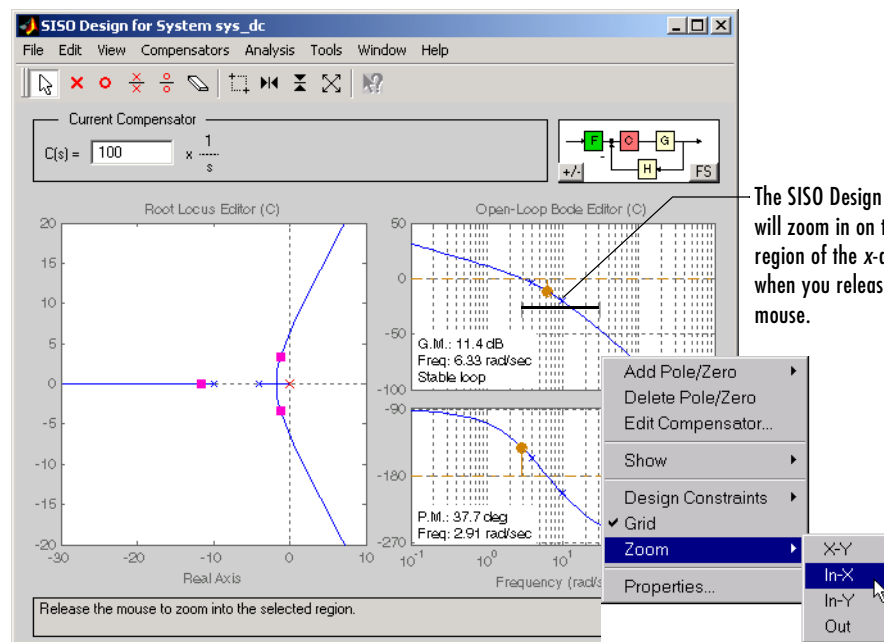 SISO Design for System sys_dc
File Edit View Compensators Analysis Tools Window Help
Current Compensator
C(s) = 100 x 1
s
F C G
-
H
+/- FS
The SISO Design
will zoom in on
region of the
when you
mouse.
Root Locus Editor (C)
20
15
10
5
0
-5
-10
-15
-20
-30 -20 -10 0 10
Real Axis
Open-Loop Bode Editor (C)
50
0
-50
-100
G.M.: 11.4 dB
Freq: 6.33 rad/sec
Stable loop
-90
-180
-270
P.M.: 37.7 deg
Freq: 2.91 rad/sec
10^-1 10^0 10^1
Frequency
Add Pole/Zero
Delete Pole/Zero
Edit Compensator...
Show
Design Constraints
Grid
Zoom
Properties...
X-Y
In-X
In-Y
Out
Release the mouse to zoom into the selected region.